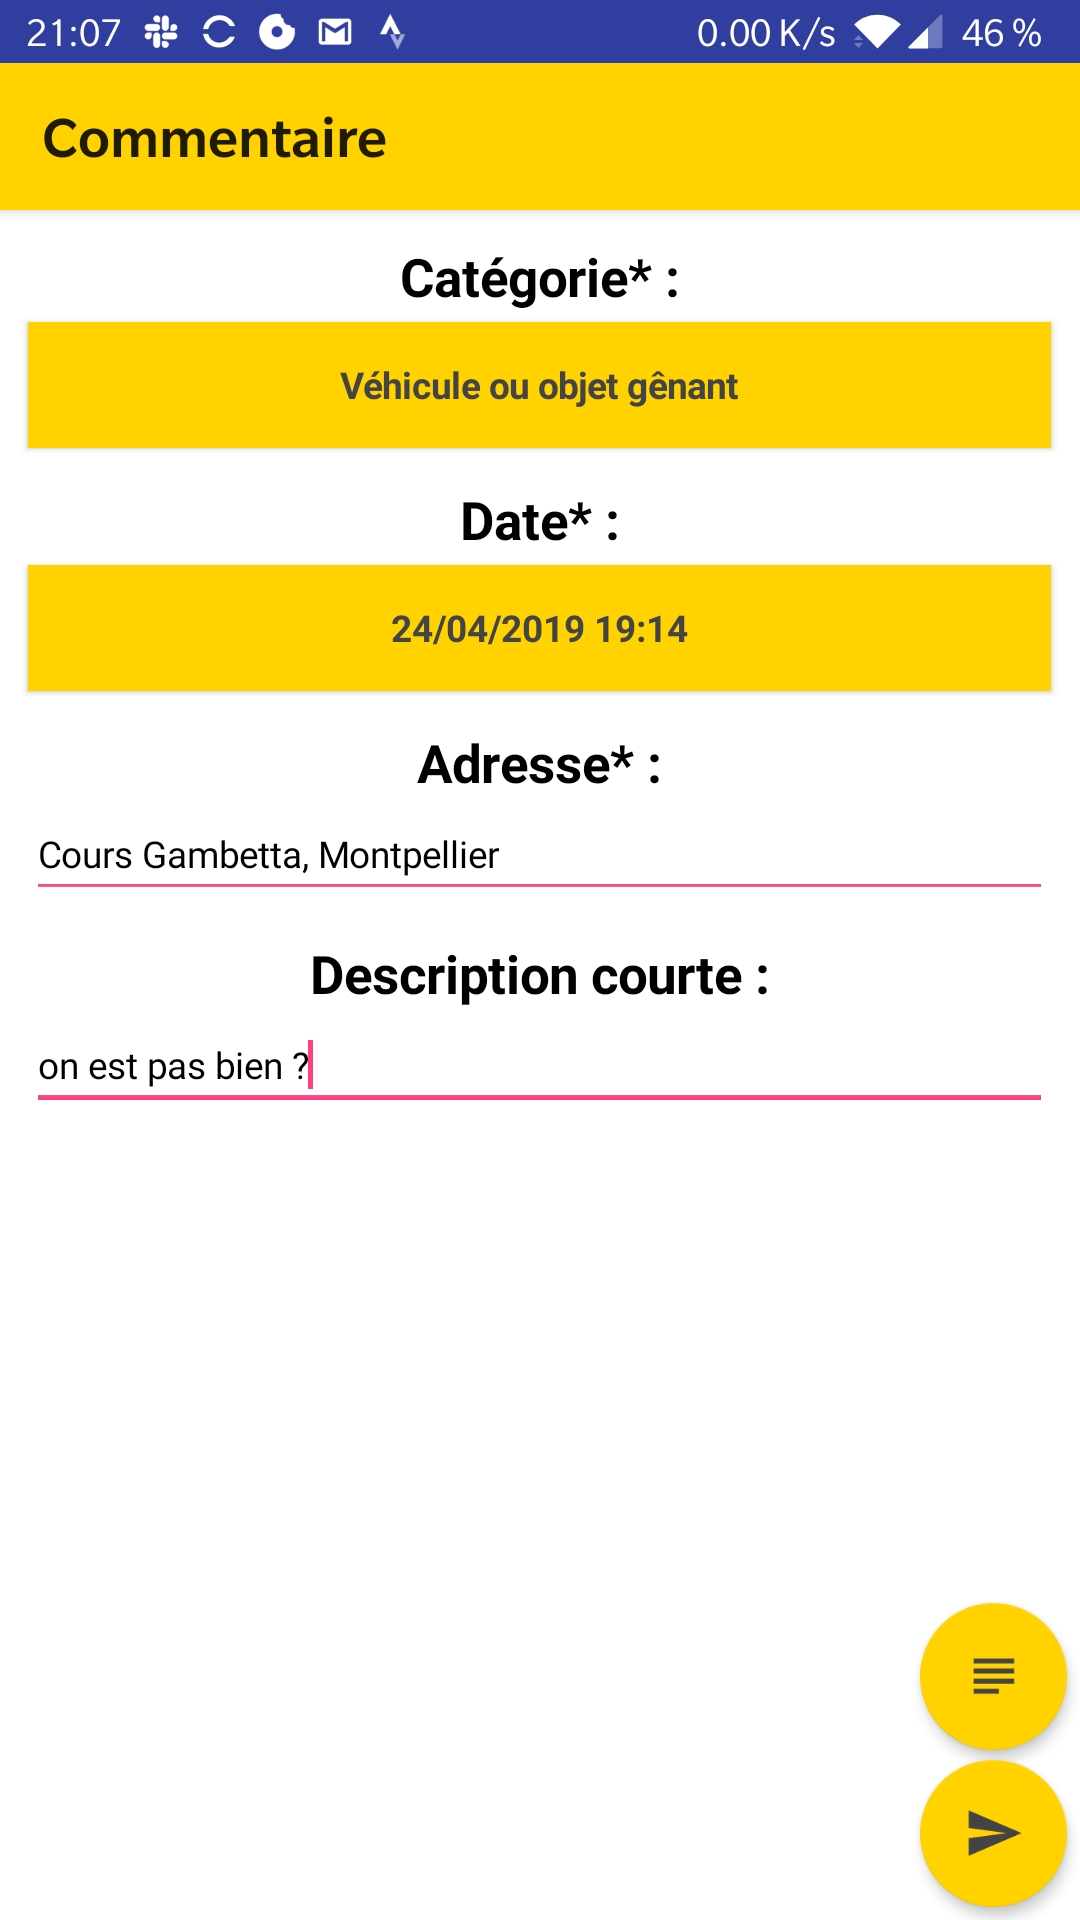 21:07 0.00 K/s 46 %
Commentaire
Catégorie* :
Véhicule ou objet gênant
Date* :
24/04/2019 19:14
Adresse* :
Cours Gambetta, Montpellier
Description courte :
on est pas bien ?